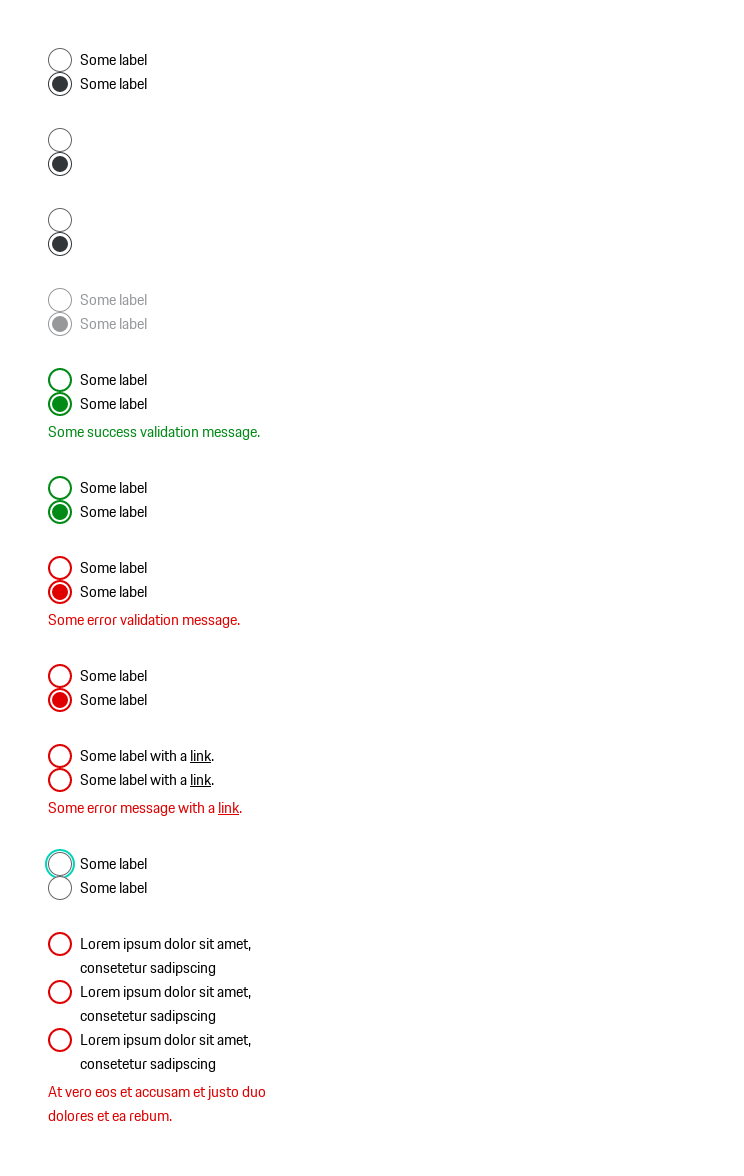 Some label
Some label
Some label
Some label
Some label
Some label
Some success validation message.
Some label
Some label
Some label
Some label
Some error validation message.
Some label
Some label
Some label with a link.
Some label with a link.
Some error message with a link.
Some label
Some label
Lorem ipsum dolor sit amet,
consetetur sadipscing
Lorem ipsum dolor sit amet,
consetetur sadipscing
Lorem ipsum dolor sit amet,
consetetur sadipscing
At vero eos et accusam et justo duo
dolores et ea rebum.